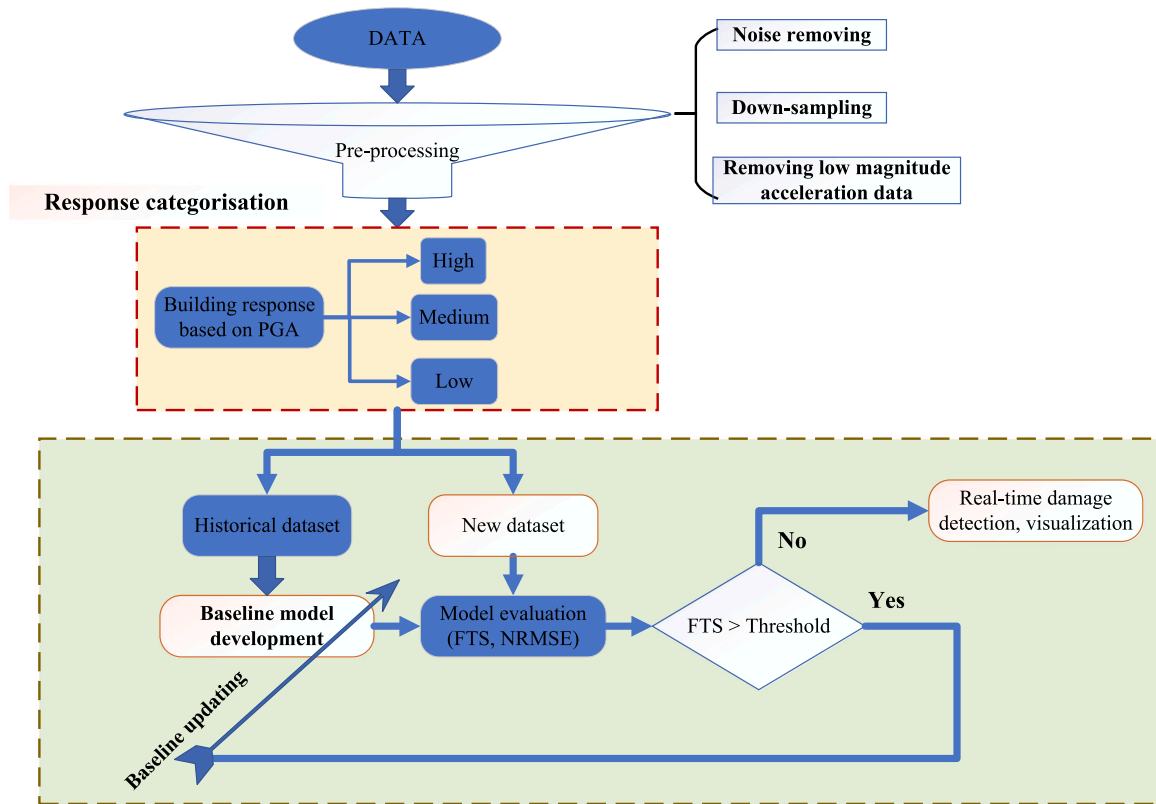 DATA
Noise removing
Down-sampling
Removing low magnitude
acceleration data
Pre-processing
Response categorisation
Building response
based on PGA
High
Medium
Low
Historical dataset
New dataset
Real-time damage
detection, visualization
Baseline model
development
Model evaluation
(FTS, NRMSE)
FTS > Threshold
No
Yes
Baseline updating